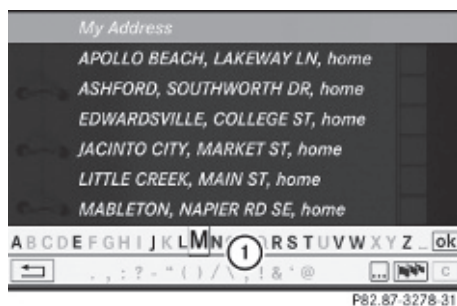 My Address
APOLLO BEACH, LAKEWAY LN, home
ASHFORD, SOUTHWORTH DR, home
EDWARDSVILLE, COLLEGE ST, home
JACINTO CITY, MARKET ST, home
LITTLE CREEK, MAIN ST, home
MABLETON, NAPIER RD SE, home
A B C D E F G H I J K L M N 1 R S T U V W X Y Z _ ok
. , : ? - " ( ) / \ ! & ' @ ... C
P82.87-3278-31